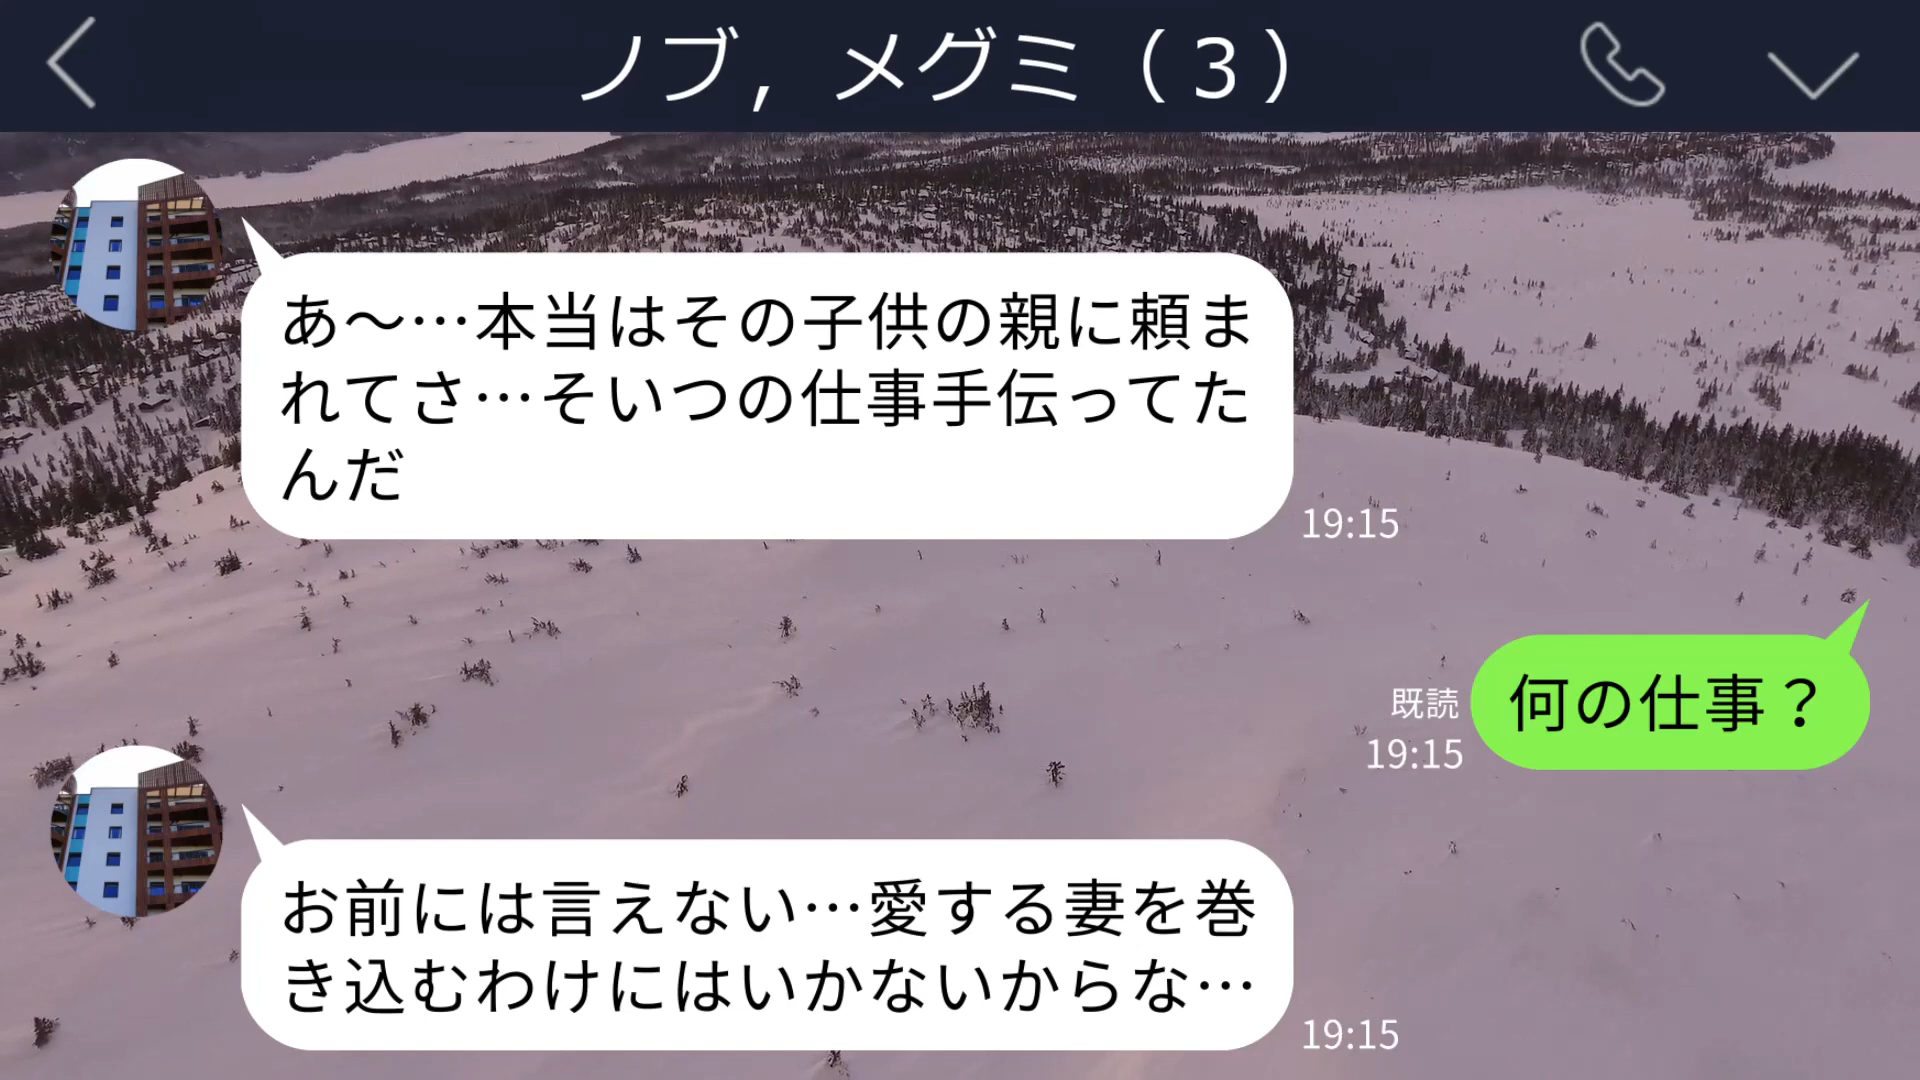 ノブ，メグミ（３）
あ～…本当はその子供の親に頼ま
れてさ…そいつの仕事手伝ってた
んだ
19:15
何の仕事？
既読
19:15
お前には言えない…愛する妻を巻
き込むわけにはいかないからな…
19:15